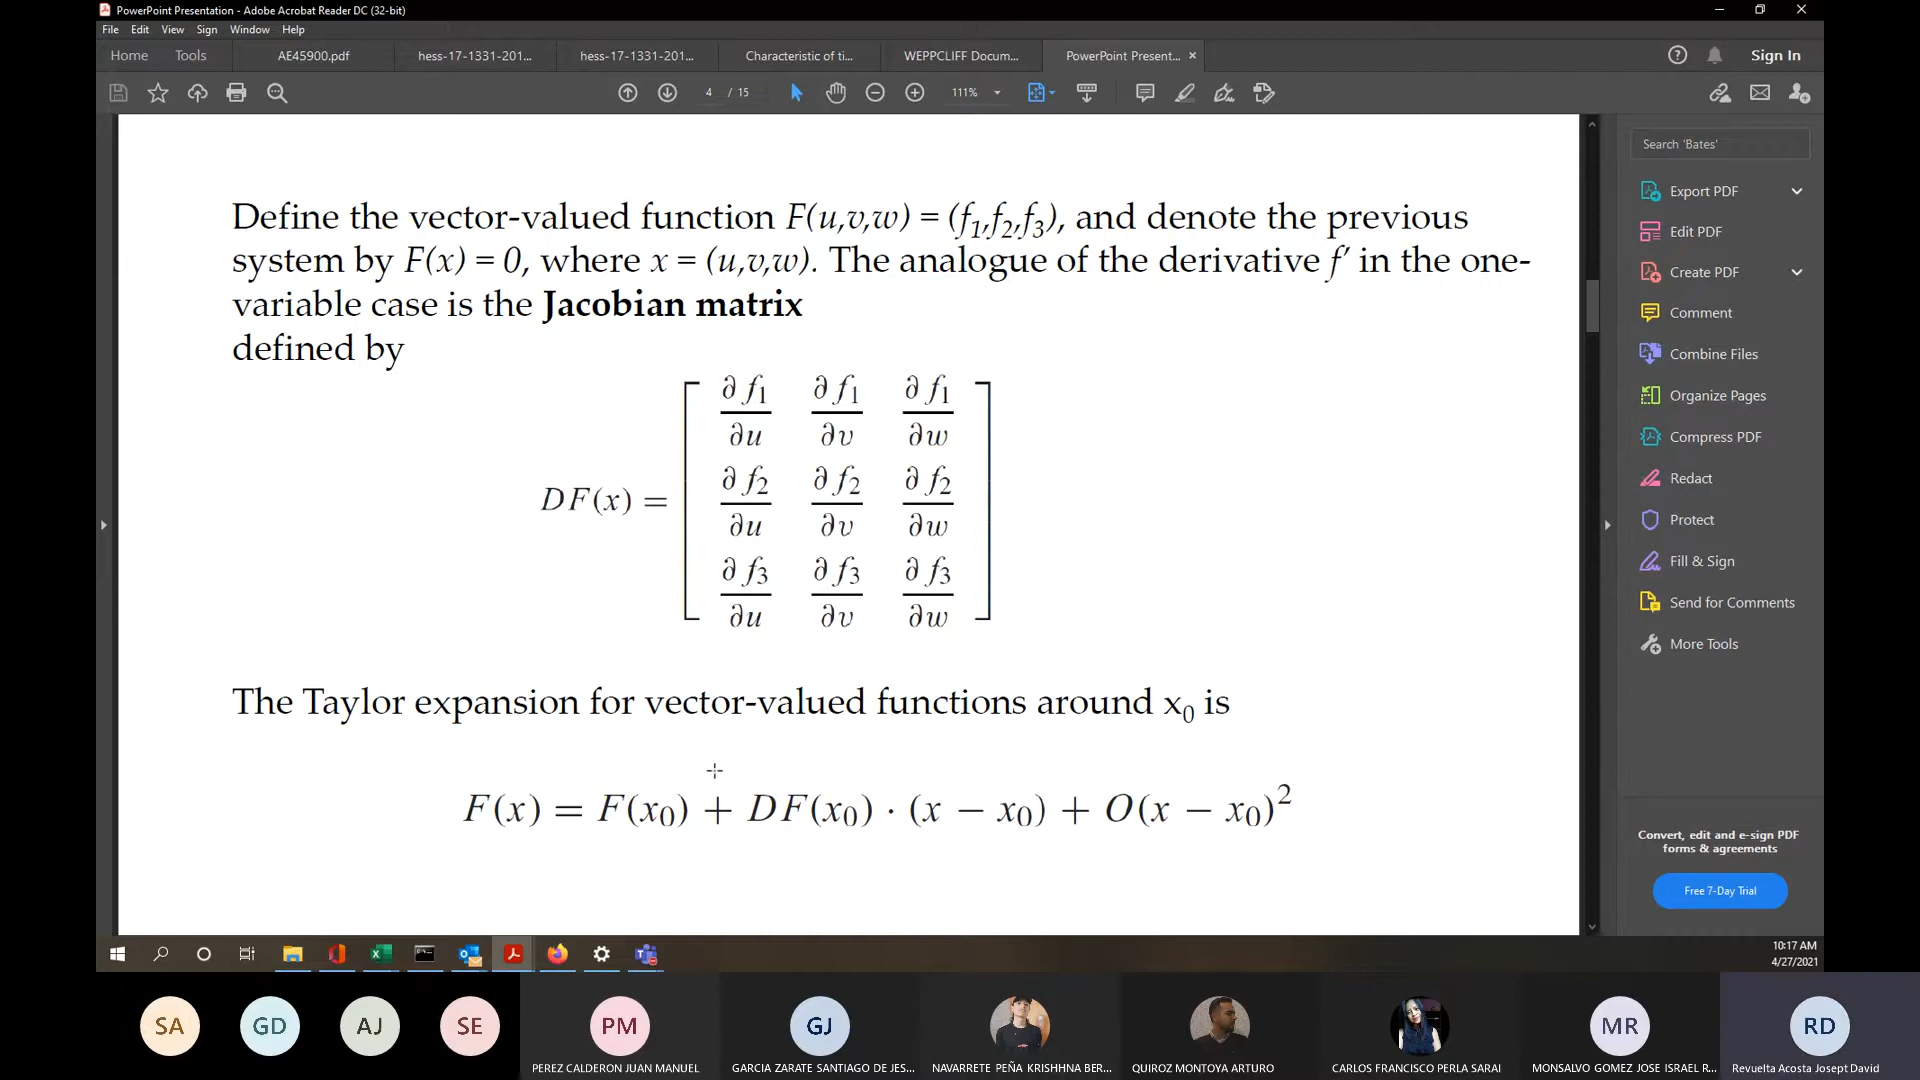 PowerPoint Presentation - Adobe Acrobat Reader DC (32-bit)
File Edit View Sign Window Help
Home Tools AE45900.pdf hess-17-1331-201... hess-17-1331-201... Characteristic of ti... WEPPCLIFF Docum... PowerPoint Present... × Sign In
4 / 15 111%
Define the vector-valued function F(u,v,w) = (f₁,f₂,f₃), and denote the previous
system by F(x) = 0, where x = (u,v,w). The analogue of the derivative f′ in the one-
variable case is the Jacobian matrix
defined by
∂f₁ ∂f₁ ∂f₁
∂u ∂v ∂w
∂f₂ ∂f₂ ∂f₂
DF(x) =
∂u ∂v ∂w
∂f₃ ∂f₃ ∂f₃
∂u ∂v ∂w
The Taylor expansion for vector-valued functions around x₀ is
F(x) = F(x₀) + DF(x₀) · (x − x₀) + O(x − x₀)²
Search 'Bates'
Export PDF
Edit PDF
Create PDF
Comment
Combine Files
Organize Pages
Compress PDF
Redact
Protect
Fill & Sign
Send for Comments
More Tools
Convert, edit and e-sign PDF
forms & agreements
Free 7-Day Trial
10:17 AM
4/27/2021
SA GD AJ SE PM GJ MR RD
PEREZ CALDERON JUAN MANUEL GARCIA ZARATE SANTIAGO DE JES... NAVARRETE PEÑA KRISHHNA BER... QUIROZ MONTOYA ARTURO CARLOS FRANCISCO PERLA SARAI MONSALVO GOMEZ JOSE ISRAEL R... Revuelta Acosta Josept David